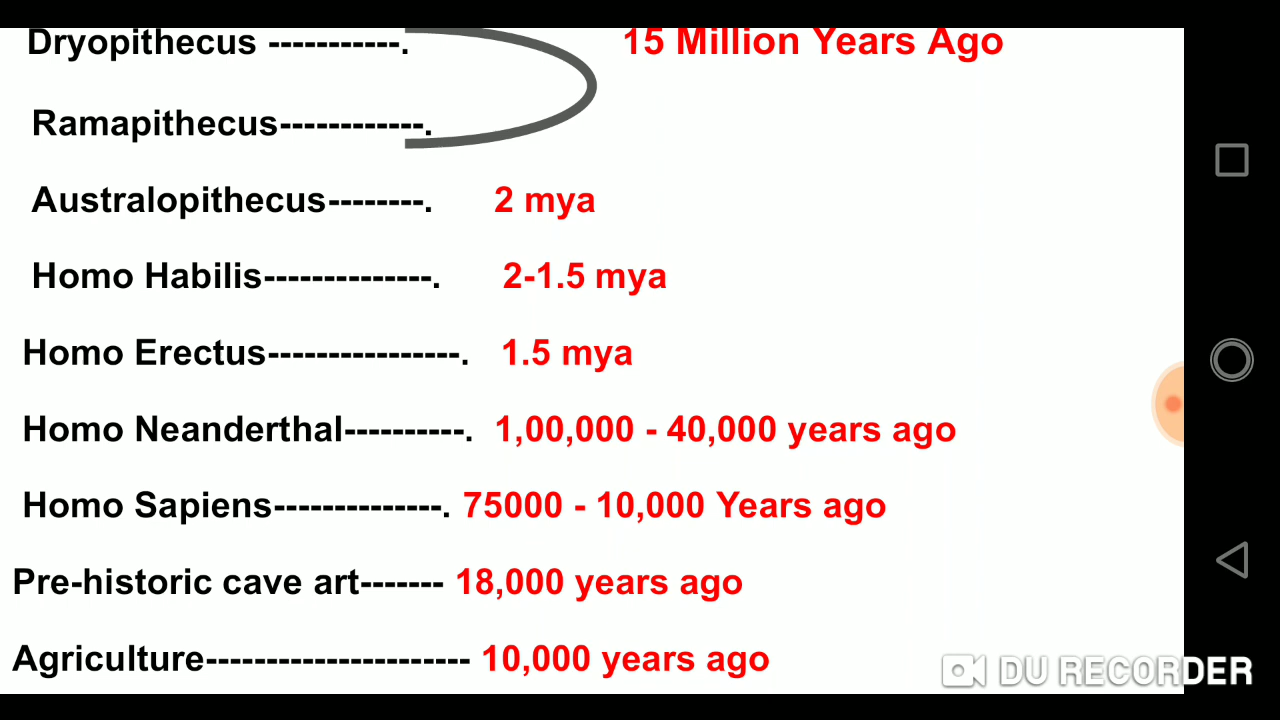 Dryopithecus -----------. 15 Million Years Ago
Ramapithecus------------.
Australopithecus--------. 2 mya
Homo Habilis--------------. 2-1.5 mya
Homo Erectus----------------. 1.5 mya
Homo Neanderthal----------. 1,00,000 - 40,000 years ago
Homo Sapiens--------------. 75000 - 10,000 Years ago
Pre-historic cave art------- 18,000 years ago
Agriculture---------------------- 10,000 years ago
DU RECORDER